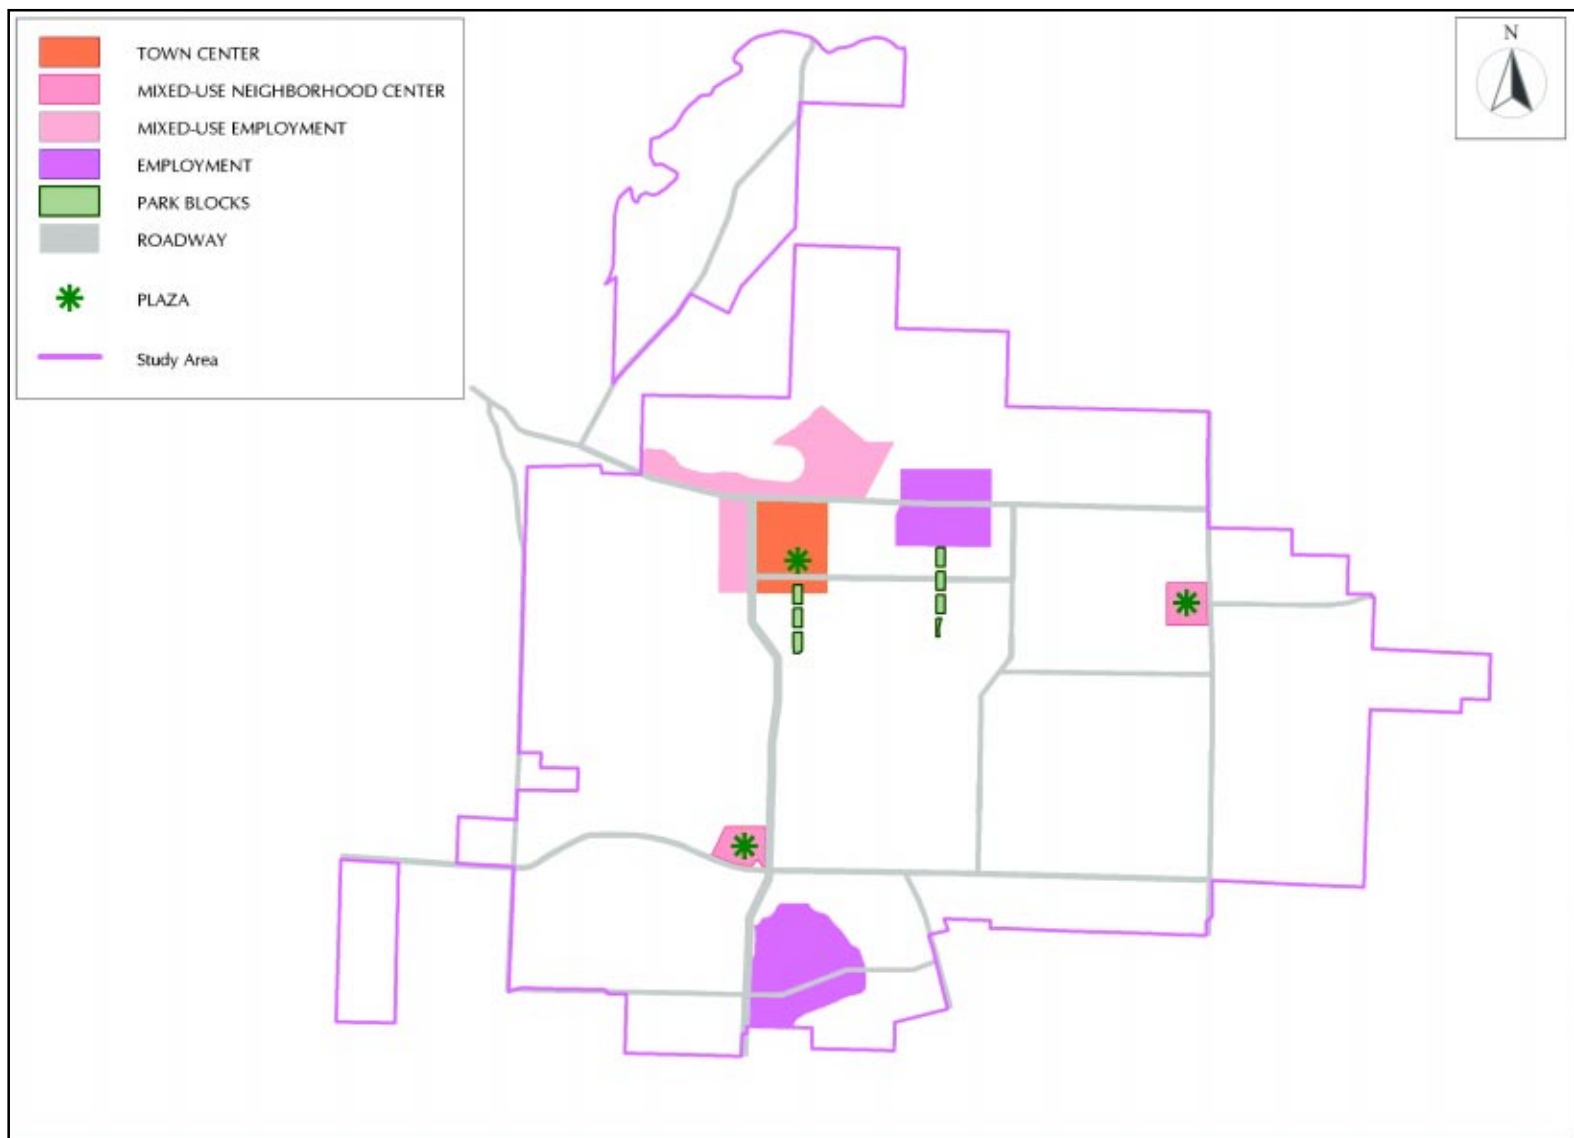 TOWN CENTER
MIXED-USE NEIGHBORHOOD CENTER
MIXED-USE EMPLOYMENT
EMPLOYMENT
PARK BLOCKS
ROADWAY
PLAZA
Study Area
N